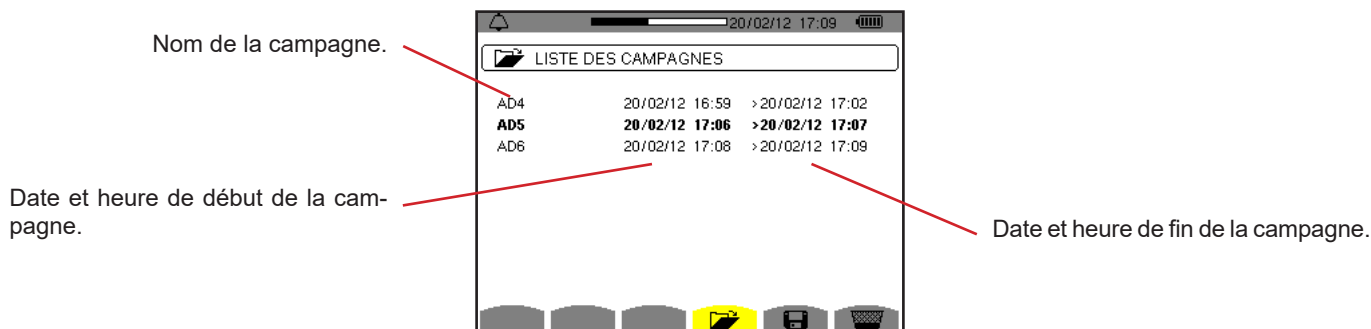 20/02/12 17:09
Nom de la campagne.
LISTE DES CAMPAGNES
AD4 20/02/12 16:59 >20/02/12 17:02
AD5 20/02/12 17:06 >20/02/12 17:07
AD6 20/02/12 17:08 >20/02/12 17:09
Date et heure de début de la cam-
pagne.
Date et heure de fin de la campagne.